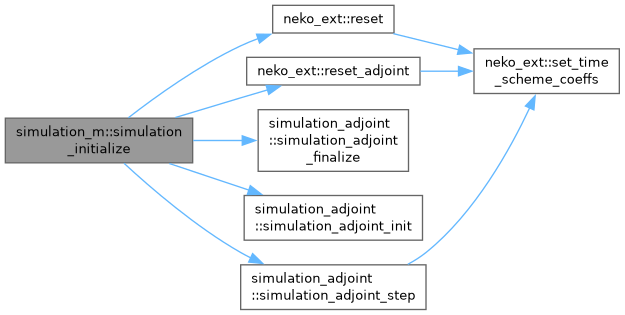 simulation_m::simulation
_initialize
neko_ext::reset
neko_ext::reset_adjoint
simulation_adjoint
::simulation_adjoint
_finalize
simulation_adjoint
::simulation_adjoint_init
simulation_adjoint
::simulation_adjoint_step
neko_ext::set_time
_scheme_coeffs